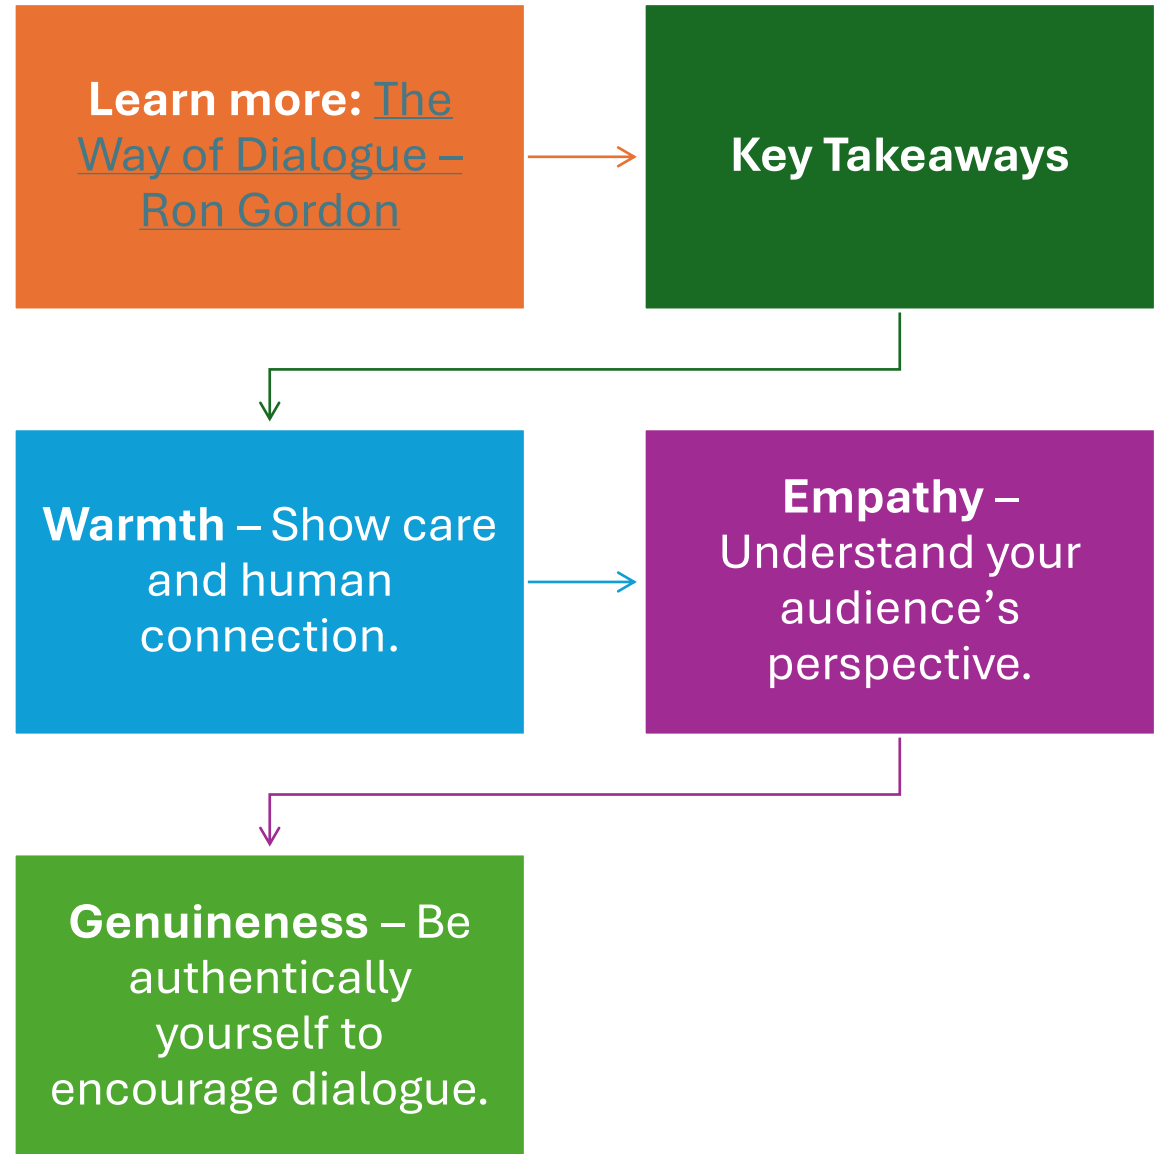 Learn more: The
Way of Dialogue –
Ron Gordon
Key Takeaways
Warmth – Show care
and human
connection.
Empathy –
Understand your
audience’s
perspective.
Genuineness – Be
authentically
yourself to
encourage dialogue.